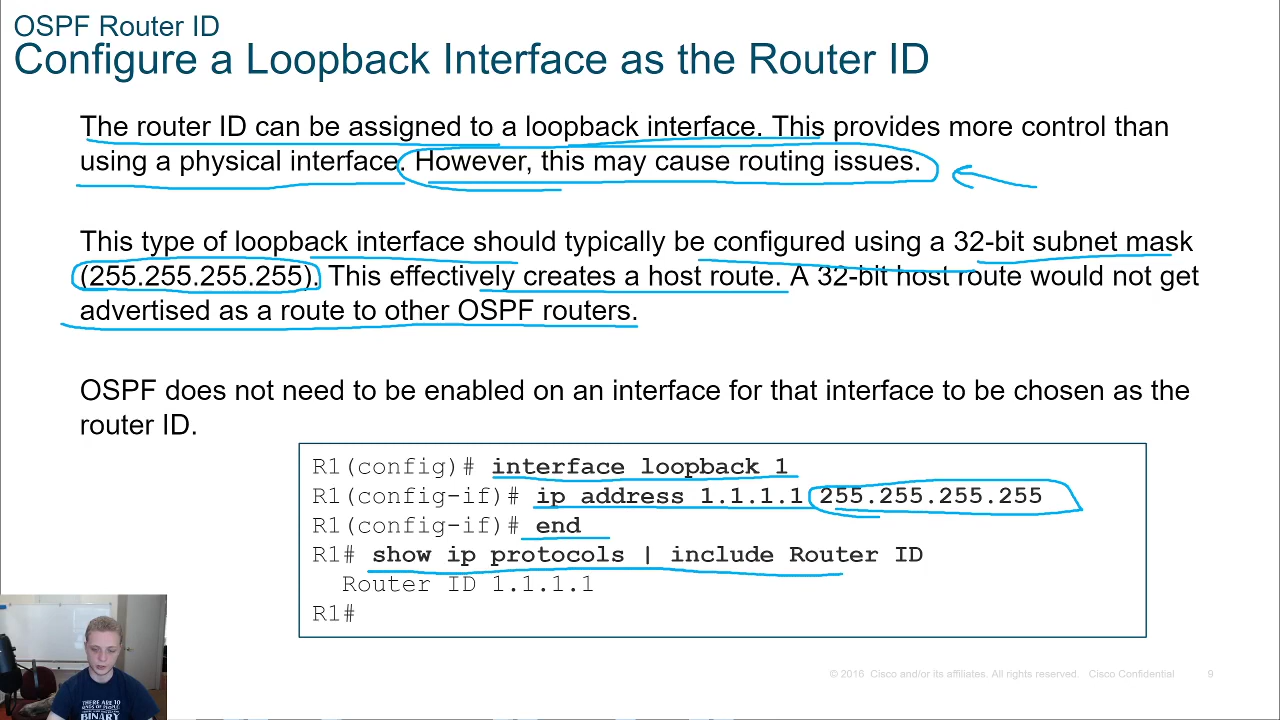 OSPF Router ID
Configure a Loopback Interface as the Router ID
The router ID can be assigned to a loopback interface. This provides more control than
using a physical interface. However, this may cause routing issues.
This type of loopback interface should typically be configured using a 32-bit subnet mask
(255.255.255.255). This effectively creates a host route. A 32-bit host route would not get
advertised as a route to other OSPF routers.
OSPF does not need to be enabled on an interface for that interface to be chosen as the
router ID.
R1(config)# interface loopback 1
R1(config-if)# ip address 1.1.1.1 255.255.255.255
R1(config-if)# end
R1# show ip protocols | include Router ID
Router ID 1.1.1.1
R1#
THERE ARE 10
KINDS OF PEOPLE
BINARY
© 2016 Cisco and/or its affiliates. All rights reserved. Cisco Confidential 9